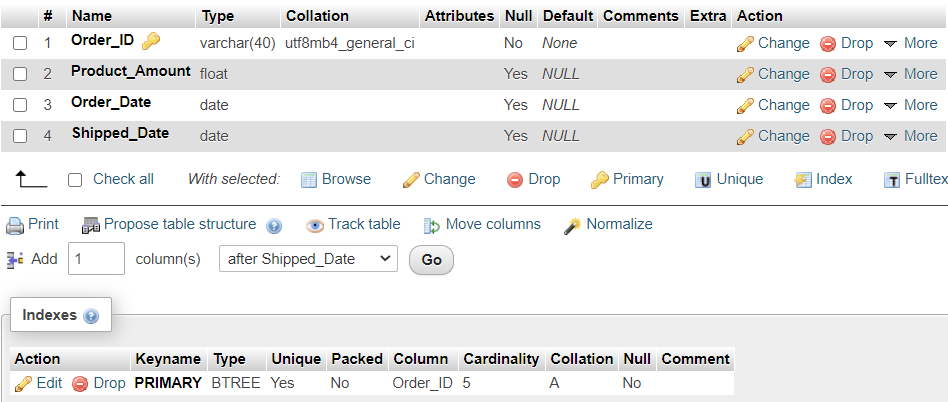 # Name Type Collation Attributes Null Default Comments Extra Action
1 Order_ID varchar(40) utf8mb4_general_ci No None Change Drop More
2 Product_Amount float Yes NULL Change Drop More
3 Order_Date date Yes NULL Change Drop More
4 Shipped_Date date Yes NULL Change Drop More
Check all With selected: Browse Change Drop Primary U Unique Index T Fulltex
Print Propose table structure ? Track table Move columns Normalize
Add 1 column(s) after Shipped_Date Go
Indexes ?
Action Keyname Type Unique Packed Column Cardinality Collation Null Comment
Edit Drop PRIMARY BTREE Yes No Order_ID 5 A No